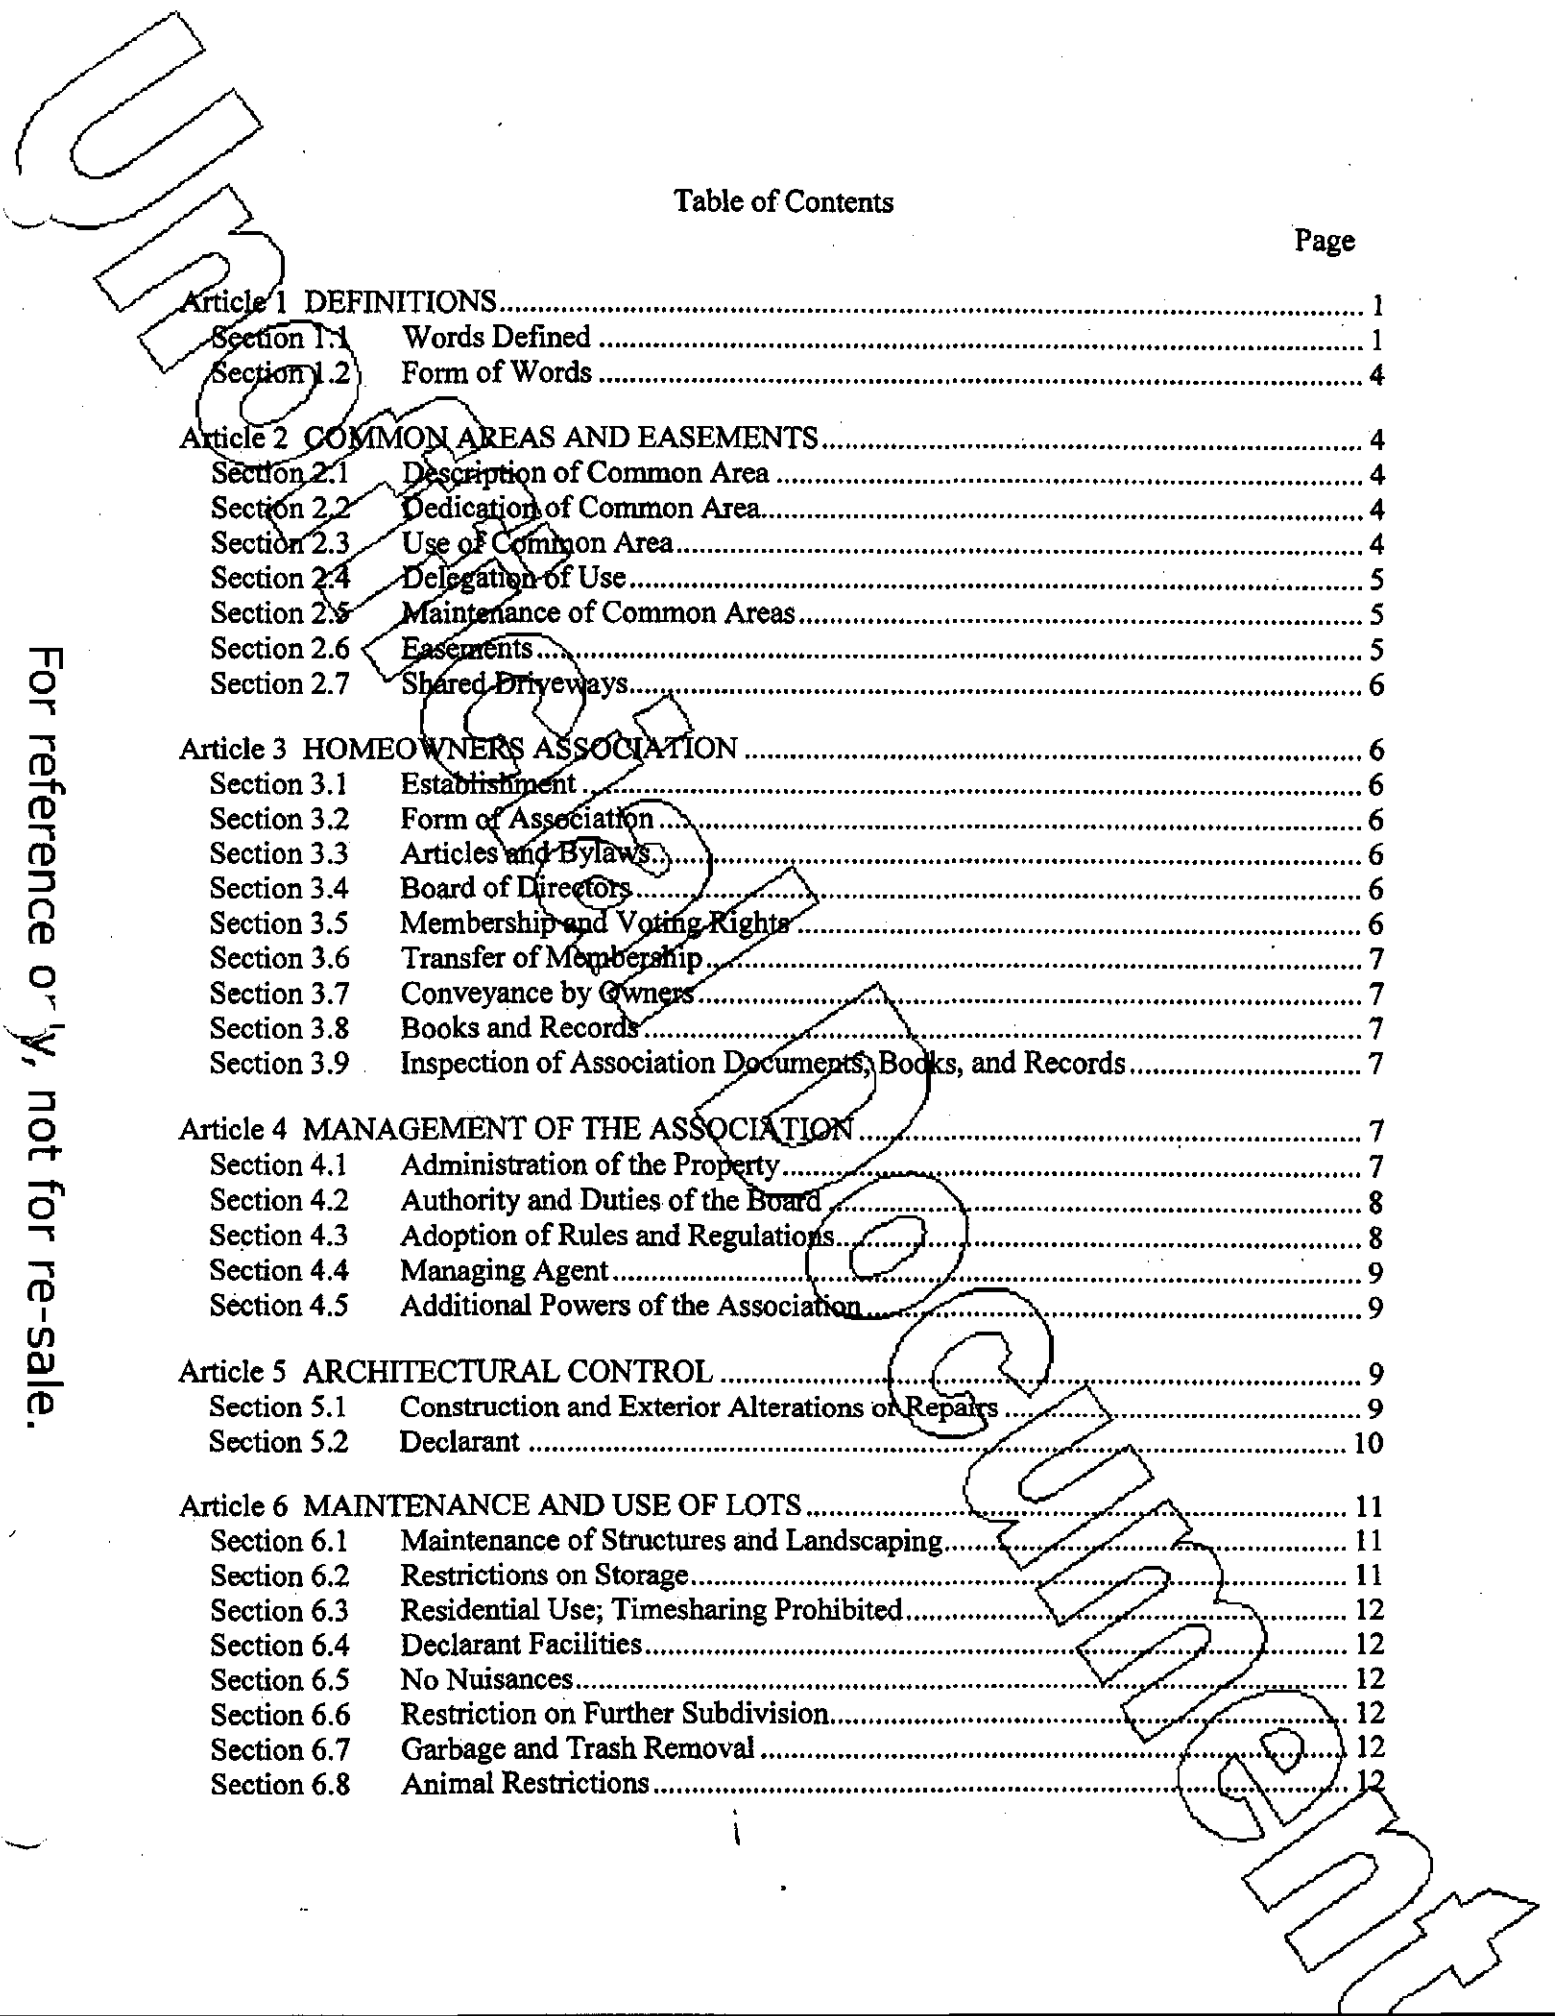 Table of Contents
Page
Article 1 DEFINITIONS 1
Section 1.1 Words Defined 1
Section 1.2 Form of Words 4
Article 2 COMMON AREAS AND EASEMENTS 4
Section 2.1 Description of Common Area 4
Section 2.2 Dedication of Common Area 4
Section 2.3 Use of Common Area 4
Section 2.4 Delegation of Use 5
Section 2.5 Maintenance of Common Areas 5
Section 2.6 Easements 5
Section 2.7 Shared Driveways 6
Article 3 HOMEOWNERS ASSOCIATION 6
Section 3.1 Establishment 6
Section 3.2 Form of Association 6
Section 3.3 Articles and Bylaws 6
Section 3.4 Board of Directors 6
Section 3.5 Membership and Voting Rights 6
Section 3.6 Transfer of Membership 7
Section 3.7 Conveyance by Owners 7
Section 3.8 Books and Records 7
Section 3.9 Inspection of Association Documents, Books, and Records 7
Article 4 MANAGEMENT OF THE ASSOCIATION 7
Section 4.1 Administration of the Property 7
Section 4.2 Authority and Duties of the Board 8
Section 4.3 Adoption of Rules and Regulations 8
Section 4.4 Managing Agent 9
Section 4.5 Additional Powers of the Association 9
Article 5 ARCHITECTURAL CONTROL 9
Section 5.1 Construction and Exterior Alterations or Repairs 9
Section 5.2 Declarant 10
Article 6 MAINTENANCE AND USE OF LOTS 11
Section 6.1 Maintenance of Structures and Landscaping 11
Section 6.2 Restrictions on Storage 11
Section 6.3 Residential Use; Timesharing Prohibited 12
Section 6.4 Declarant Facilities 12
Section 6.5 No Nuisances 12
Section 6.6 Restriction on Further Subdivision 12
Section 6.7 Garbage and Trash Removal 12
Section 6.8 Animal Restrictions 12
i
For reference only, not for re-sale.
Unofficial Document